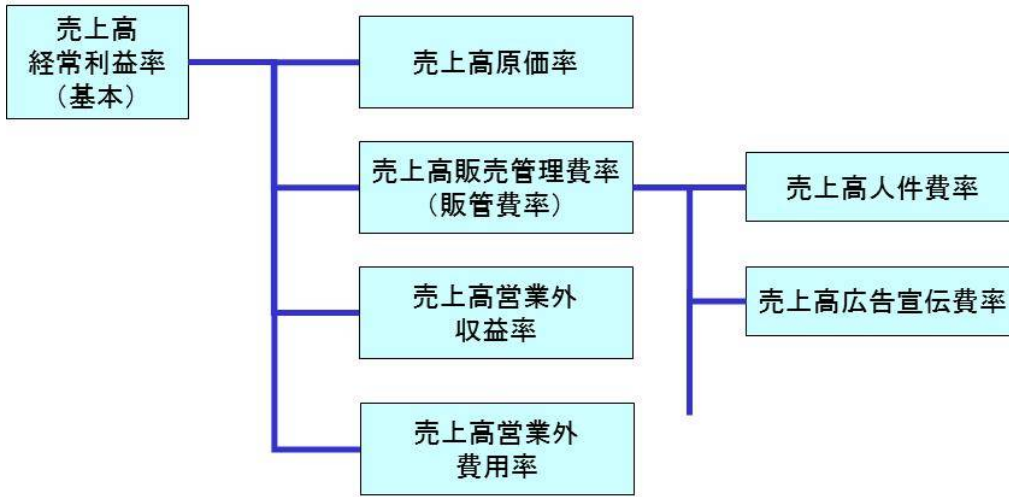 売上高
経常利益率
（基本）
売上高原価率
売上高販売管理費率
（販管費率）
売上高人件費率
売上高広告宣伝費率
売上高営業外
収益率
売上高営業外
費用率